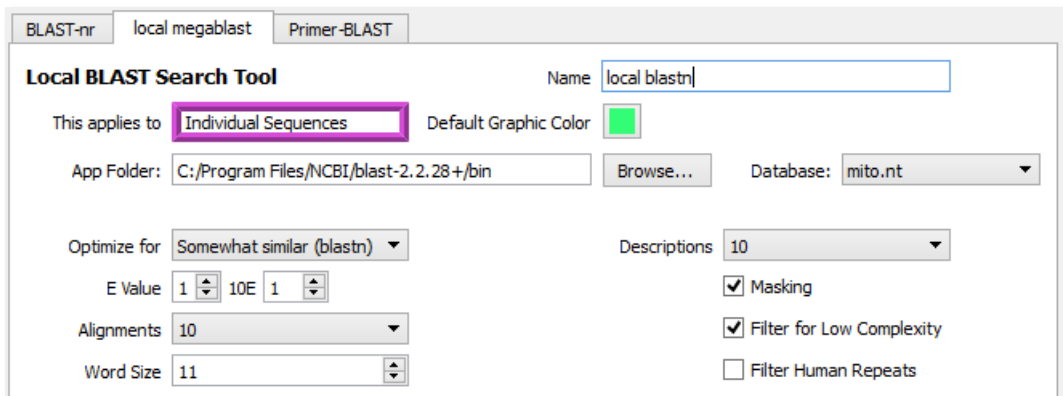 BLAST-nr local megablast Primer-BLAST
Local BLAST Search Tool Name local blastn
This applies to Individual Sequences Default Graphic Color
App Folder: C:/Program Files/NCBI/blast-2.2.28+/bin Browse... Database: mito.nt
Optimize for Somewhat similar (blastn) Descriptions 10
E Value 1 10E 1 Masking
Alignments 10 Filter for Low Complexity
Word Size 11 Filter Human Repeats